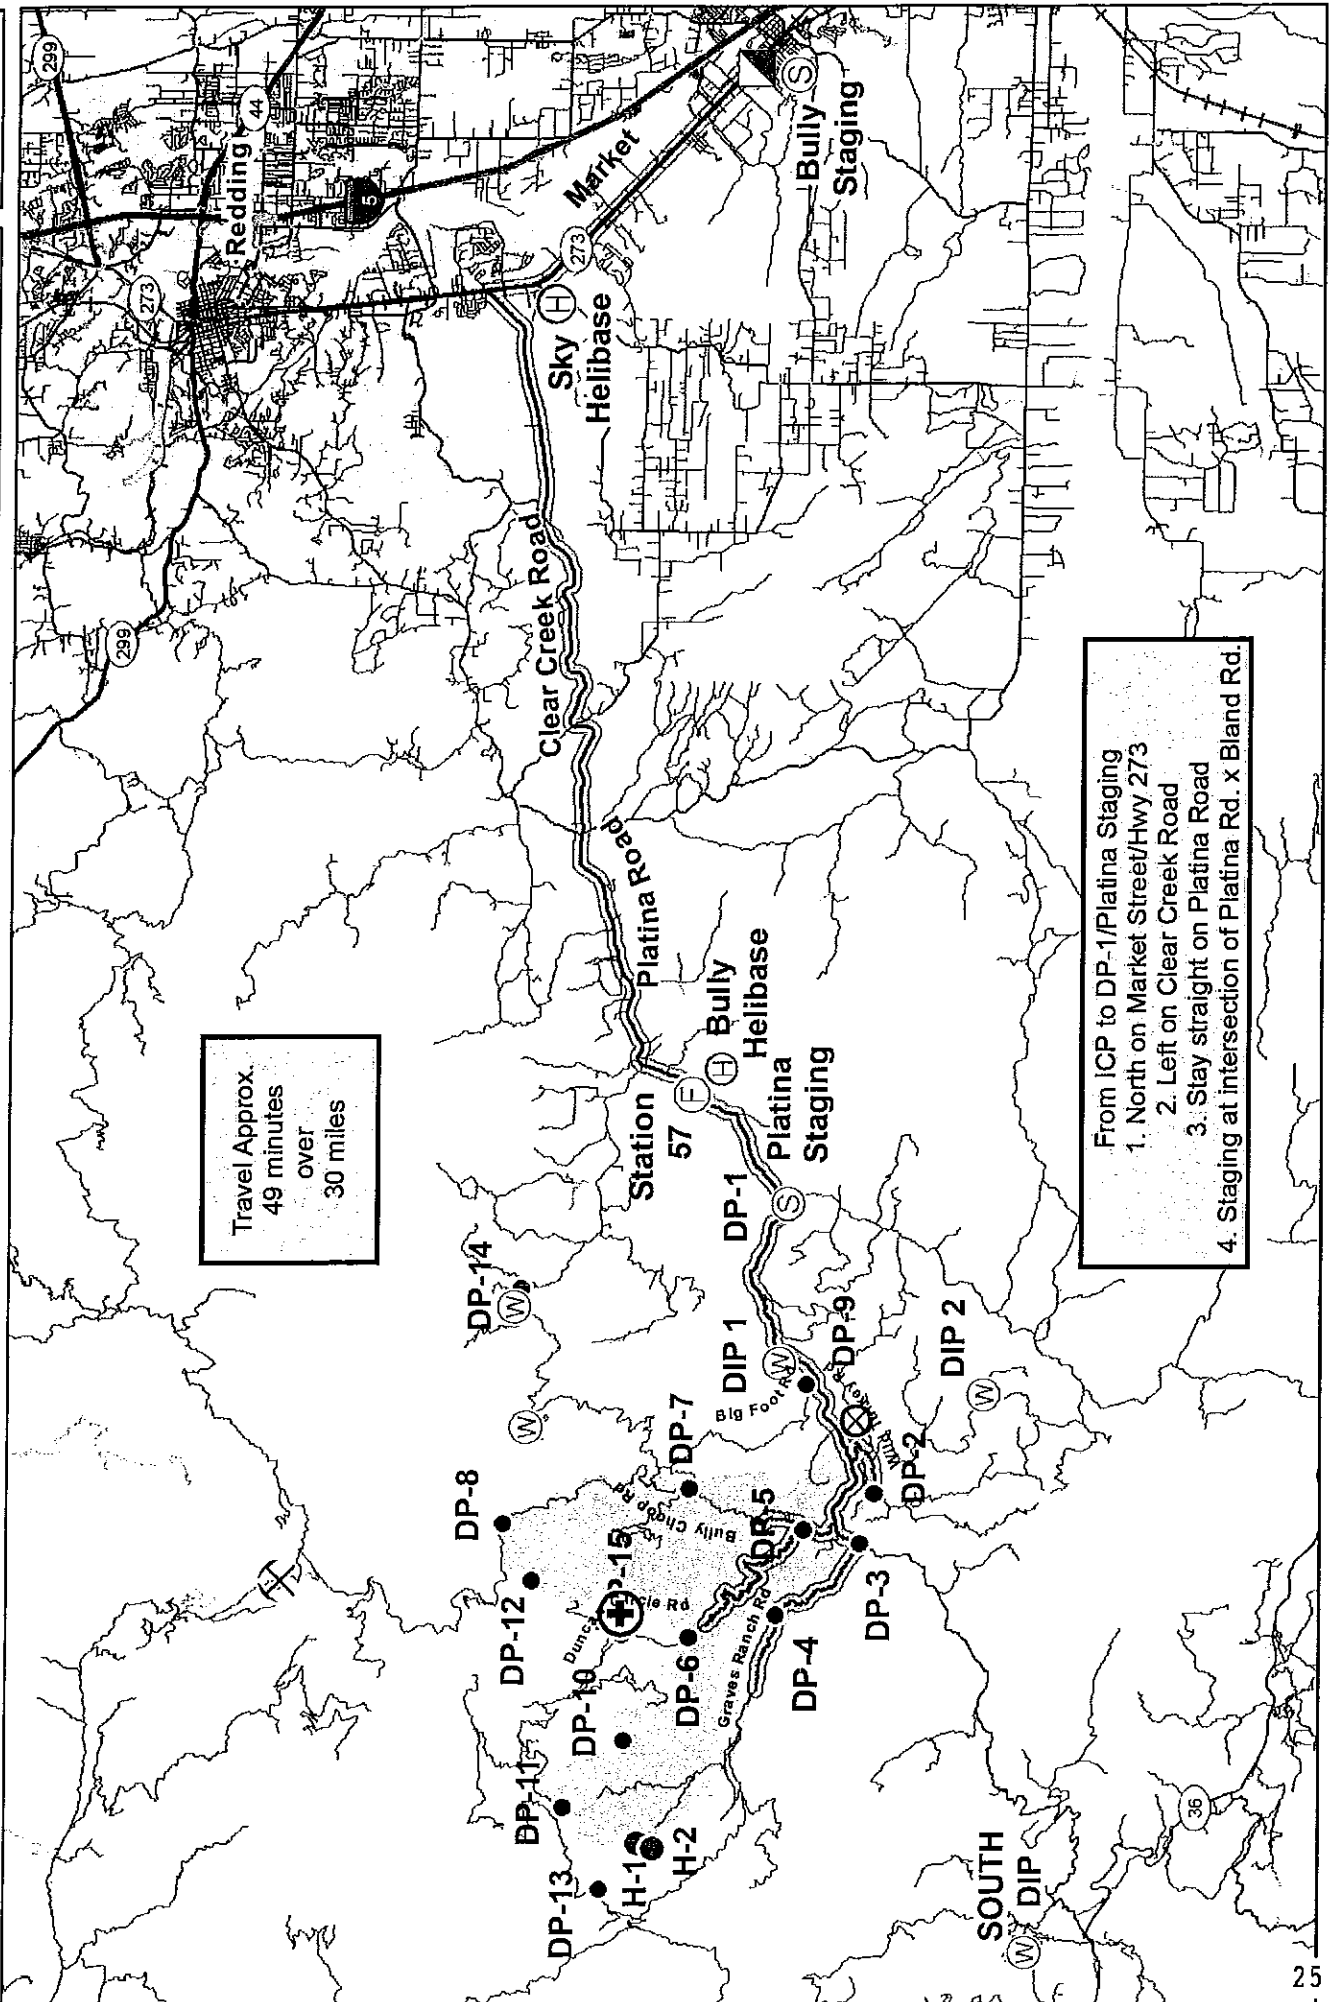 299
44
Redding
5
273
Market
273
S
Bully
Staging
H
Sky
Helibase
299
Clear Creek Road
Platina Road
Travel Approx.
49 minutes
over
30 miles
Station
57
F
H
Bully
Helibase
Platina
Staging
DP-1
S
DP-14
W
W
DIP 1
W
Big Foot Rd
DP-9
DIP 2
W
DP-7
DP-8
DP-2
DP-5
Bully Chop Rd
DP-12
DP-3
DP-4
Graves Ranch Rd
DP-6
DP-10
DP-11
DP-13
H-1
H-2
SOUTH
DIP
W
36
From ICP to DP-1/Platina Staging
1. North on Market Street/Hwy 273
2. Left on Clear Creek Road
3. Stay straight on Platina Road
4. Staging at intersection of Platina Rd. x Bland Rd.
25